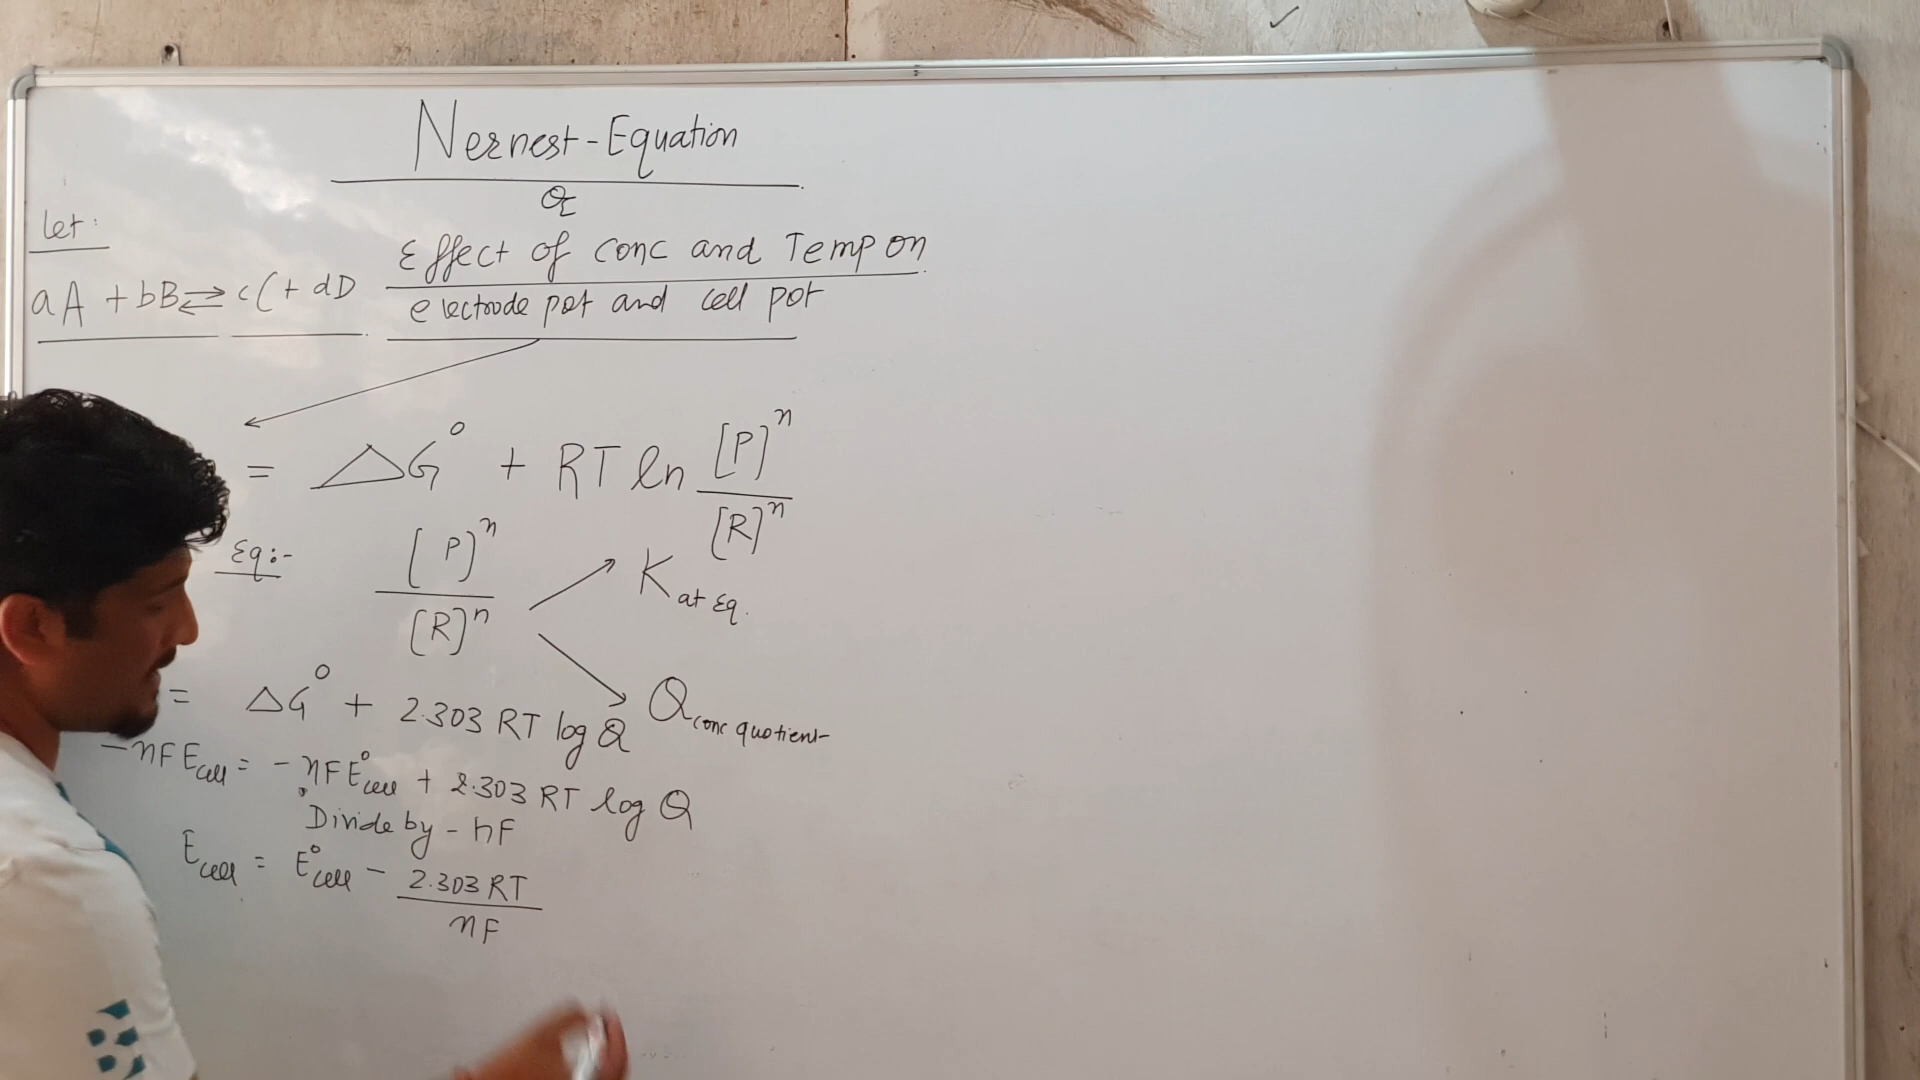 Nernest-Equation
Or
let:
Effect of conc and Temp on
aA + bB ⇌ cC + dD
electrode pot and cell pot
= ΔG° + RT ln [P]ⁿ / [R]ⁿ
Eq:- [P]ⁿ / [R]ⁿ
K at Eq.
Q conc quotient
= ΔG° + 2.303 RT log Q
-nFEcell = -nFE°cell + 2.303 RT log Q
Divide by -nF
Ecell = E°cell - 2.303 RT / nF